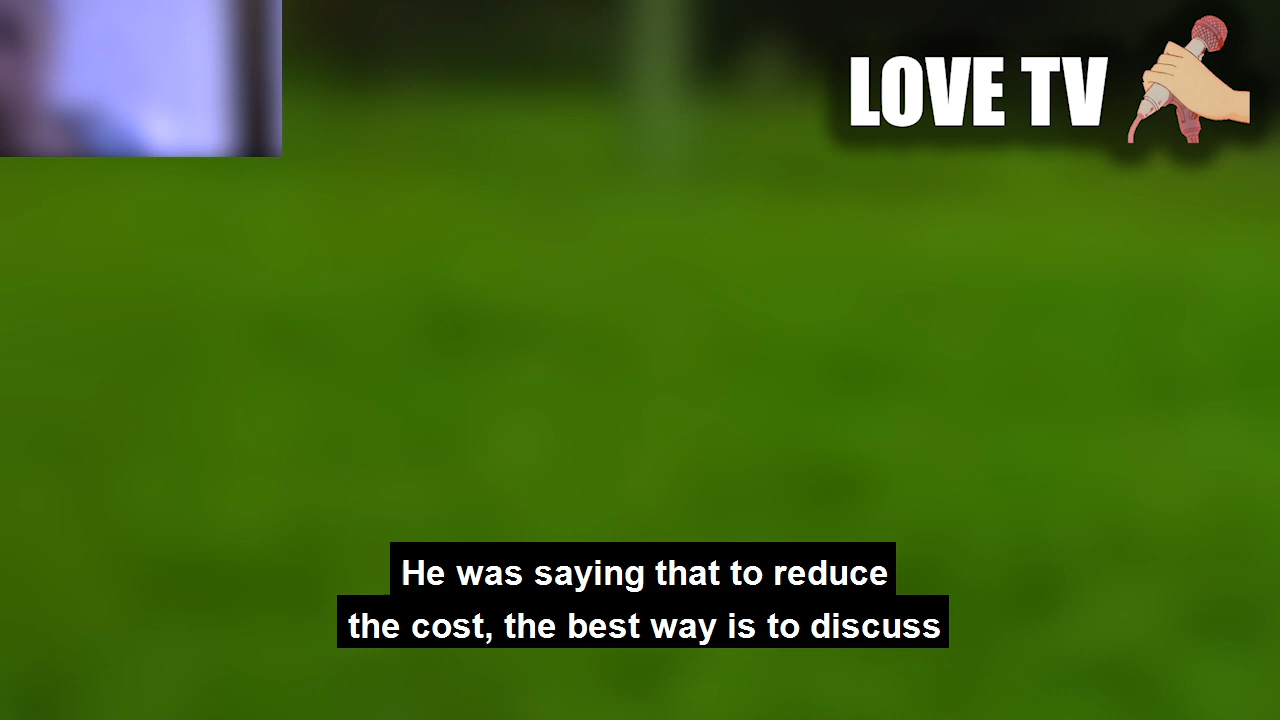 LOVE TV
He was saying that to reduce
the cost, the best way is to discuss